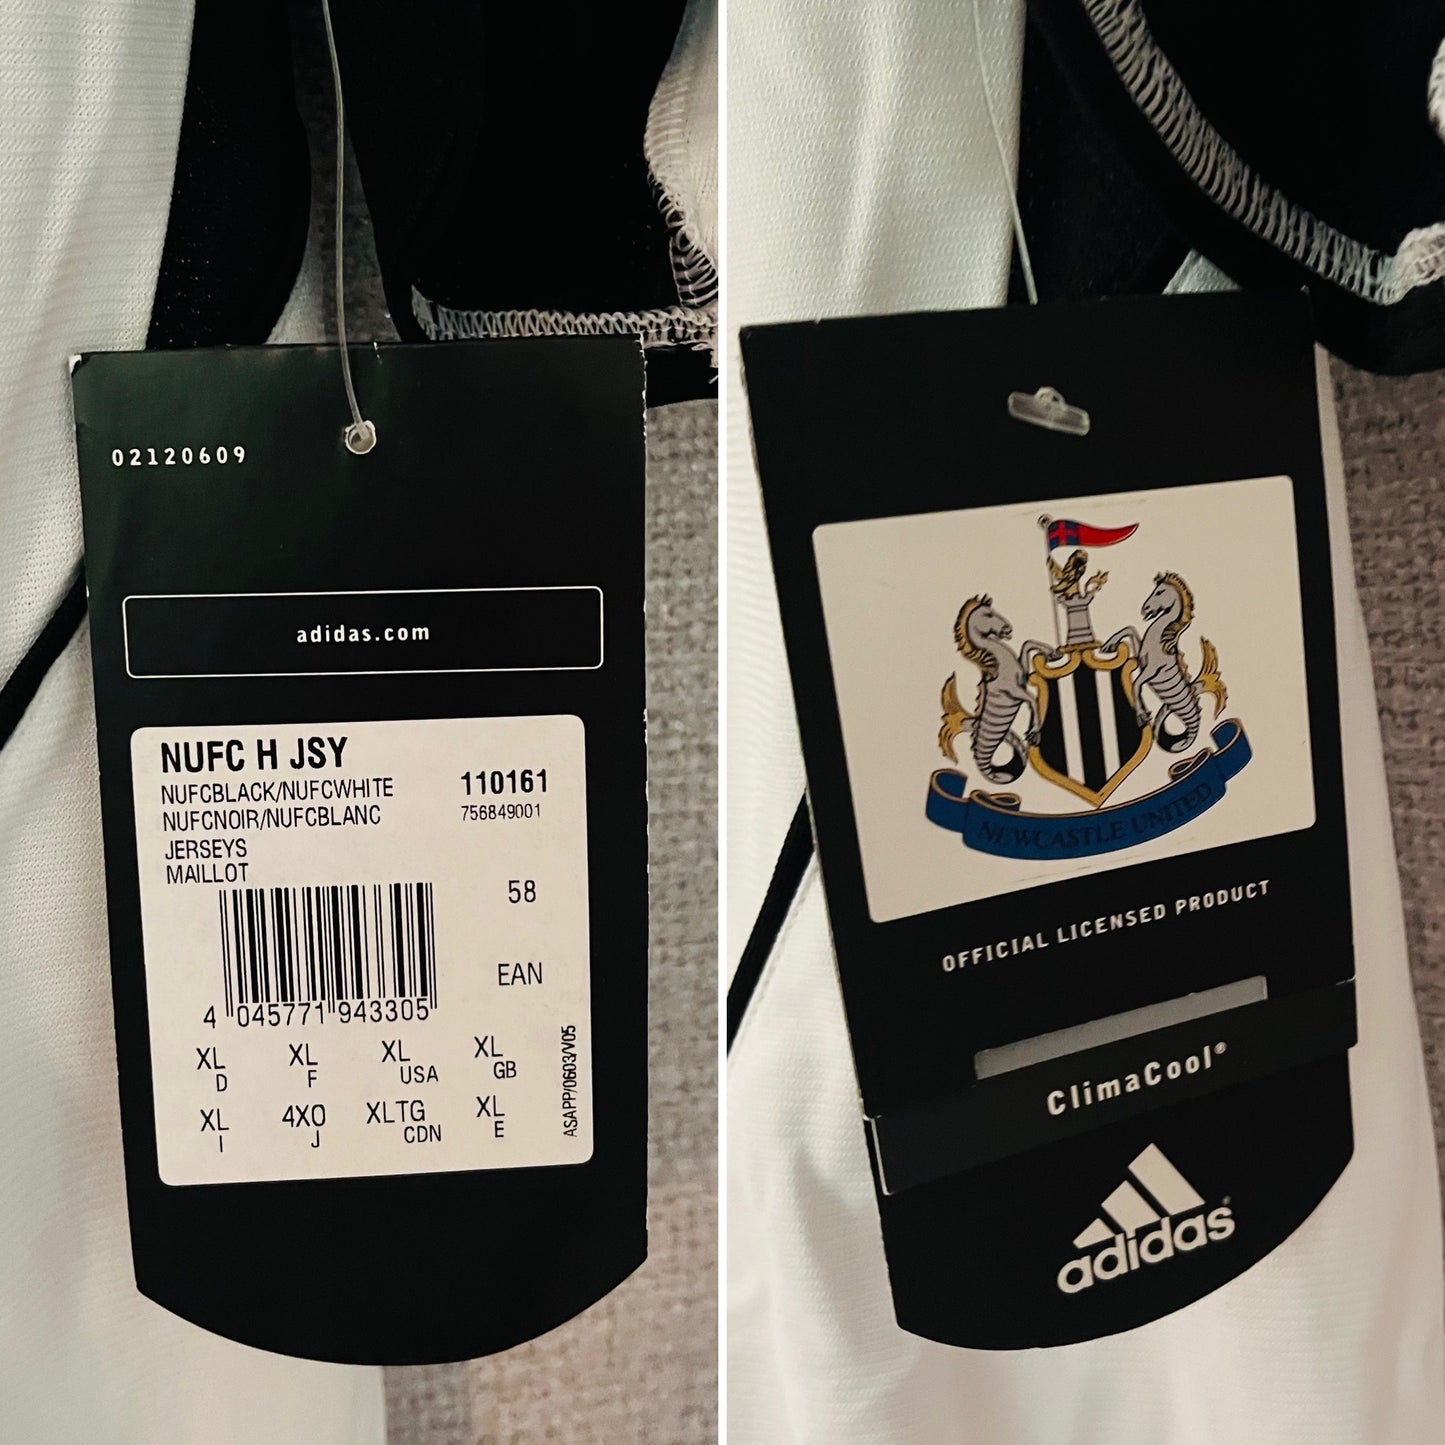 02120609
adidas.com
NUFC H JSY
NUFCBLACK/NUFCWHITE
NUFCNOIR/NUFCBLANC
110161
756849001
JERSEYS
MAILLOT
58
EAN
4 045771 943305
XL D XL F XL USA XL GB
XL I 4XO J XLTG CDN XL E
ASAPP/0603/V05
NEWCASTLE UNITED
OFFICIAL LICENSED PRODUCT
ClimaCool®
adidas®